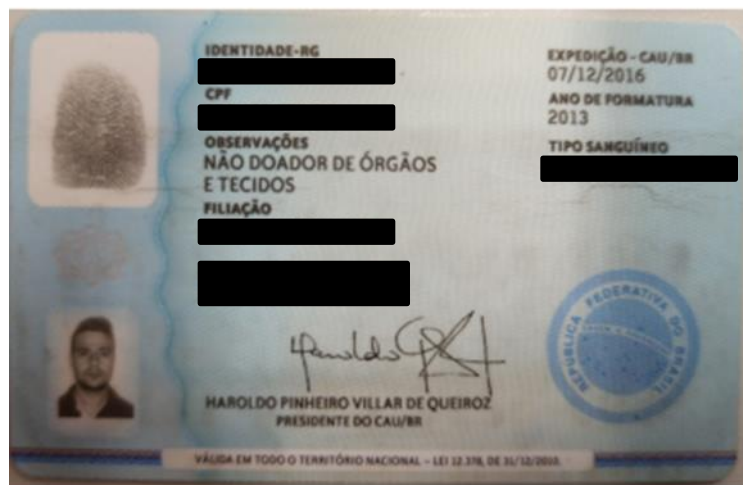 IDENTIDADE-RG
CPF
OBSERVAÇÕES
NÃO DOADOR DE ÓRGÃOS
E TECIDOS
FILIAÇÃO
EXPEDIÇÃO - CAU/BR
07/12/2016
ANO DE FORMATURA
2013
TIPO SANGUÍNEO
Haroldo
HAROLDO PINHEIRO VILLAR DE QUEIROZ
PRESIDENTE DO CAU/BR
REPÚBLICA FEDERATIVA DO BRASIL
VÁLIDA EM TODO O TERRITÓRIO NACIONAL – LEI 12.378, DE 31/12/2010.